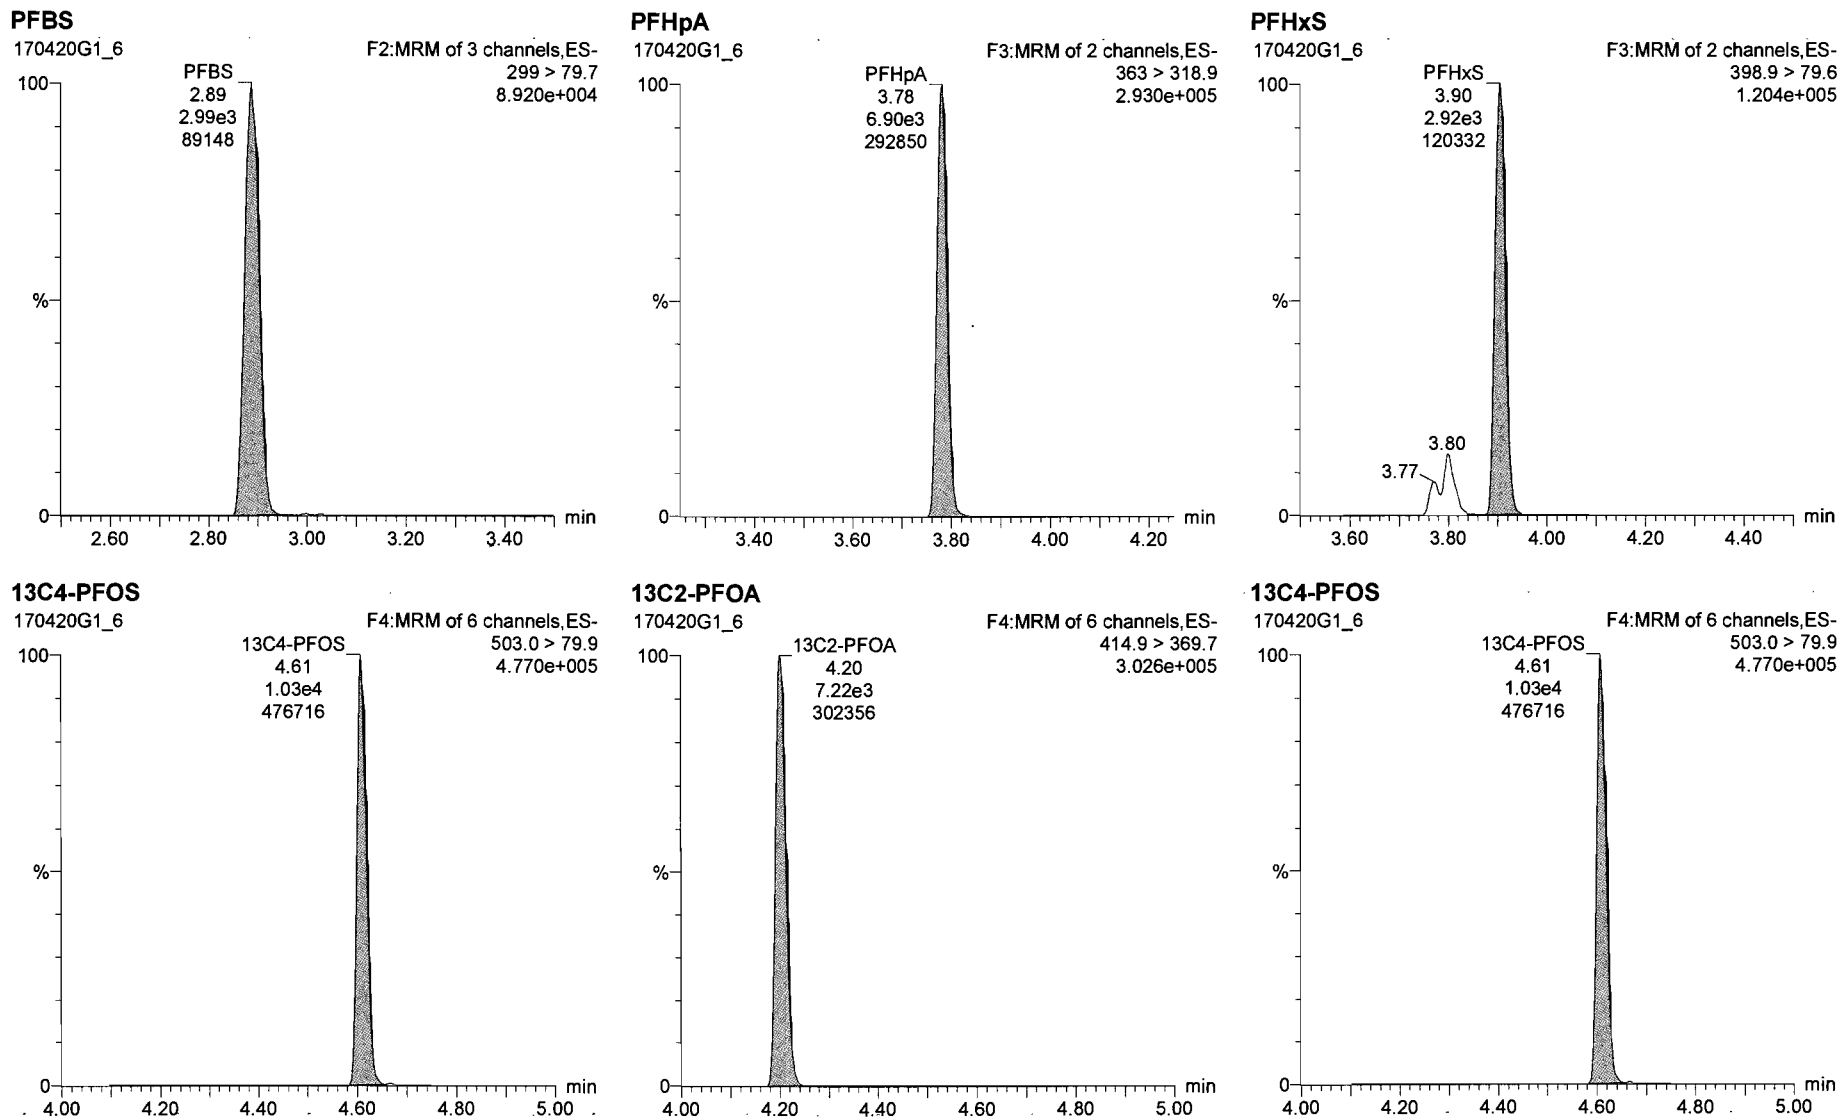 PFBS
170420G1_6
F2:MRM of 3 channels,ES-
299 > 79.7
8.920e+004
100
PFBS
2.89
2.99e3
89148
%
0
min
2.60 2.80 3.00 3.20 3.40
PFHpA
170420G1_6
F3:MRM of 2 channels,ES-
363 > 318.9
2.930e+005
100
PFHpA
3.78
6.90e3
292850
%
0
min
3.40 3.60 3.80 4.00 4.20
PFHxS
170420G1_6
F3:MRM of 2 channels,ES-
398.9 > 79.6
1.204e+005
100
PFHxS
3.90
2.92e3
120332
%
3.80
3.77
0
min
3.60 3.80 4.00 4.20 4.40
13C4-PFOS
170420G1_6
F4:MRM of 6 channels,ES-
503.0 > 79.9
4.770e+005
100
13C4-PFOS
4.61
1.03e4
476716
%
0
min
4.00 4.20 4.40 4.60 4.80 5.00
13C2-PFOA
170420G1_6
F4:MRM of 6 channels,ES-
414.9 > 369.7
3.026e+005
100
13C2-PFOA
4.20
7.22e3
302356
%
0
min
4.00 4.20 4.40 4.60 4.80 5.00
13C4-PFOS
170420G1_6
F4:MRM of 6 channels,ES-
503.0 > 79.9
4.770e+005
100
13C4-PFOS
4.61
1.03e4
476716
%
0
min
4.00 4.20 4.40 4.60 4.80 5.00